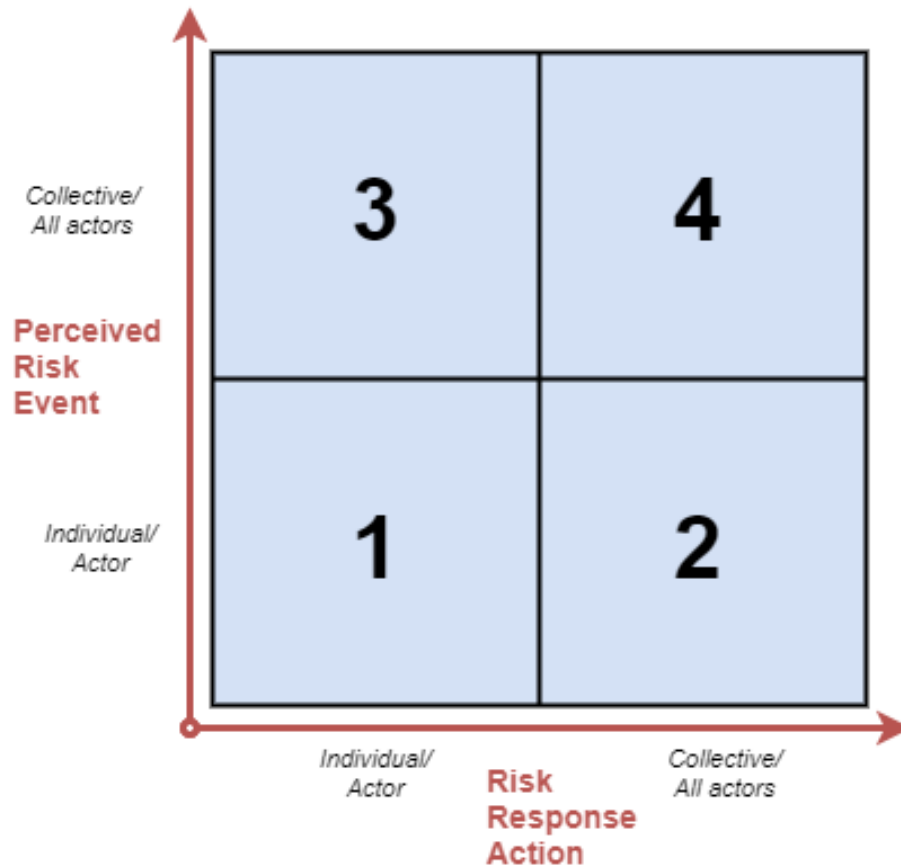 Collective/
All actors
3
4
Perceived
Risk
Event
Individual/
Actor
1
2
Individual/
Actor
Collective/
All actors
Risk
Response
Action